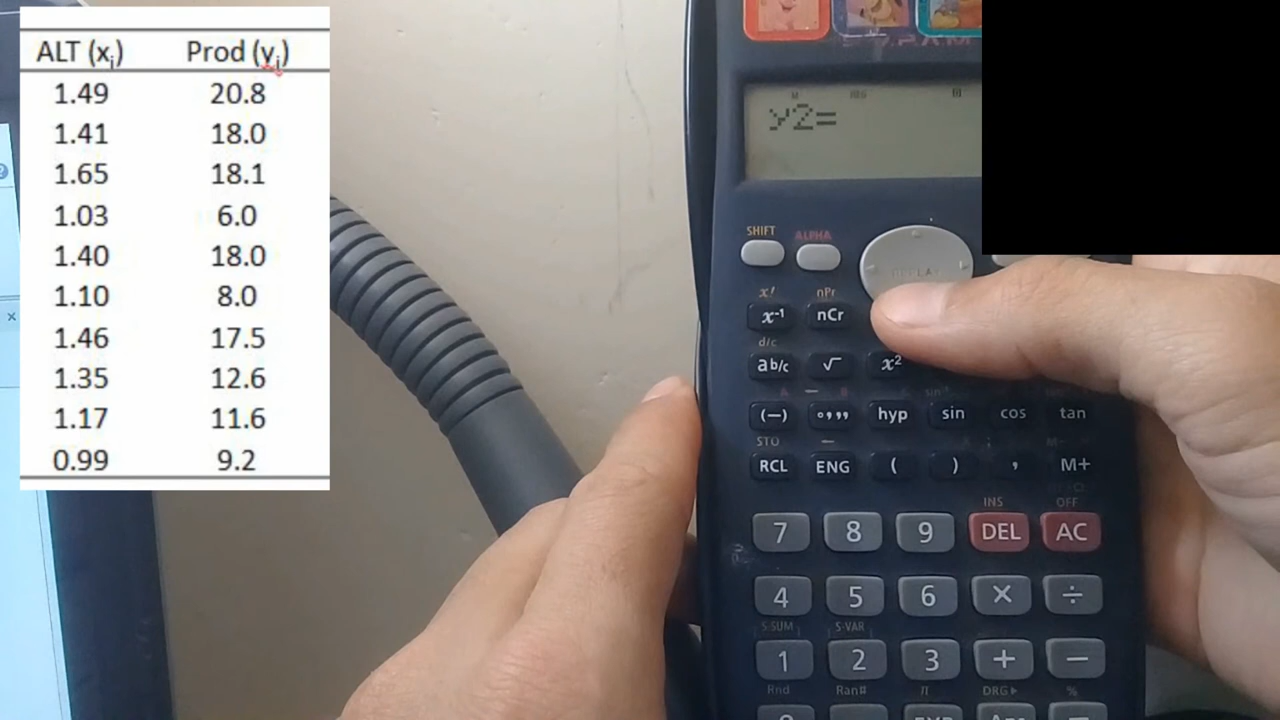 ALT (xi) Prod (yi)
1.49 20.8
1.41 18.0
1.65 18.1
1.03 6.0
1.40 18.0
1.10 8.0
1.46 17.5
1.35 12.6
1.17 11.6
0.99 9.2
y2=
SHIFT ALPHA
REPLAY
x! nPr
x-1 nCr
d/c
ab/c √ x²
(—) °,,, hyp sin cos tan
STO
RCL ENG ( ) , M+
INS OFF
7 8 9 DEL AC
4 5 6 × ÷
S-SUM S-VAR
1 2 3 + −
Rnd Ran# π DRG▸ %